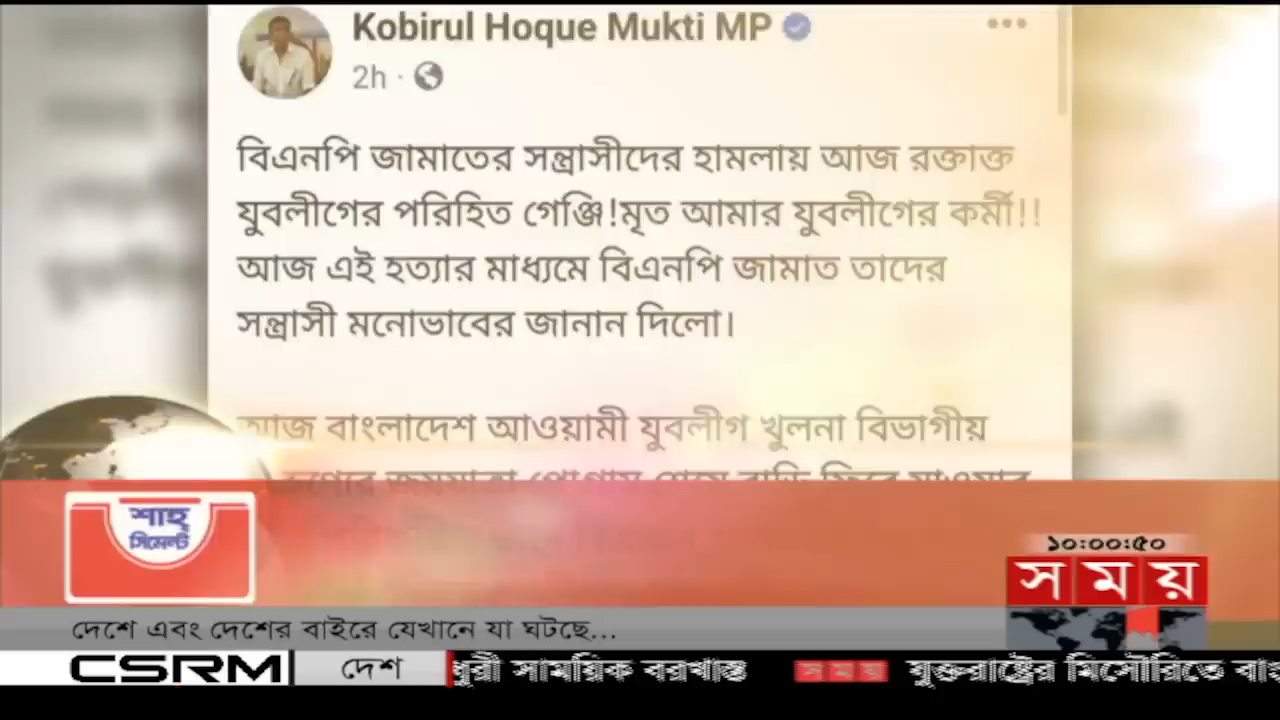 Kobirul Hoque Mukti MP
2h ·
বিএনপি জামাতের সন্ত্রাসীদের হামলায় আজ রক্তাক্ত
যুবলীগের পরিহিত গেঞ্জি!মৃত আমার যুবলীগের কর্মী!!
আজ এই হত্যার মাধ্যমে বিএনপি জামাত তাদের
সন্ত্রাসী মনোভাবের জানান দিলো।
আজ বাংলাদেশ আওয়ামী যুবলীগ খুলনা বিভাগীয়
শাহ্
সিমেন্ট
১০:০০:৫০
সময়
দেশে এবং দেশের বাইরে যেখানে যা ঘটছে...
CSRM দেশ সাময়িক বরখাস্ত সময় যুক্তরাষ্ট্রের মিসৌরিতে